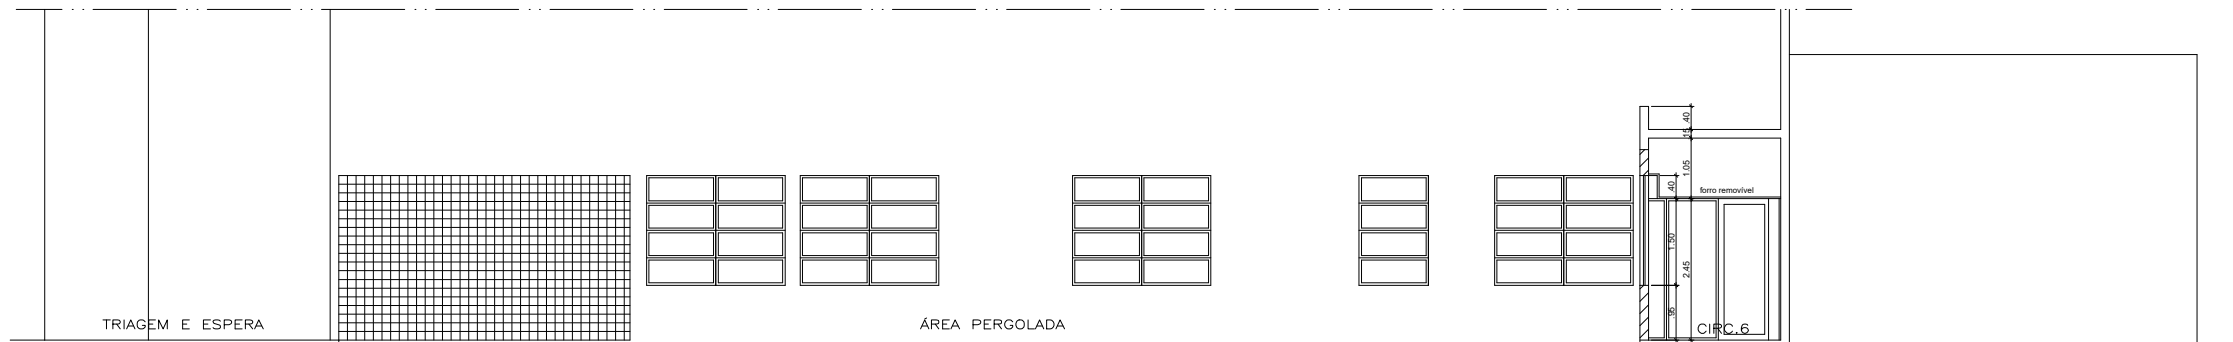 .40
.15
1.05
.40
forro removível
1.50
2.45
.95
TRIAGEM E ESPERA
ÁREA PERGOLADA
CIRC.6